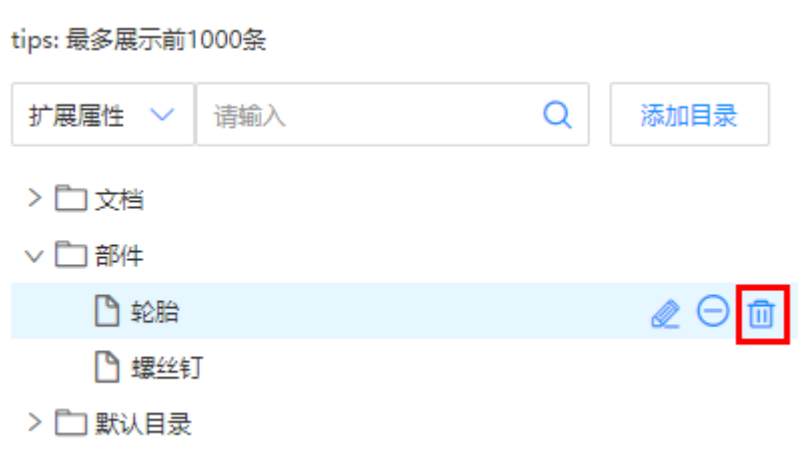 tips: 最多展示前1000条
扩展属性 请输入 添加目录
文档
部件
轮胎
螺丝钉
默认目录